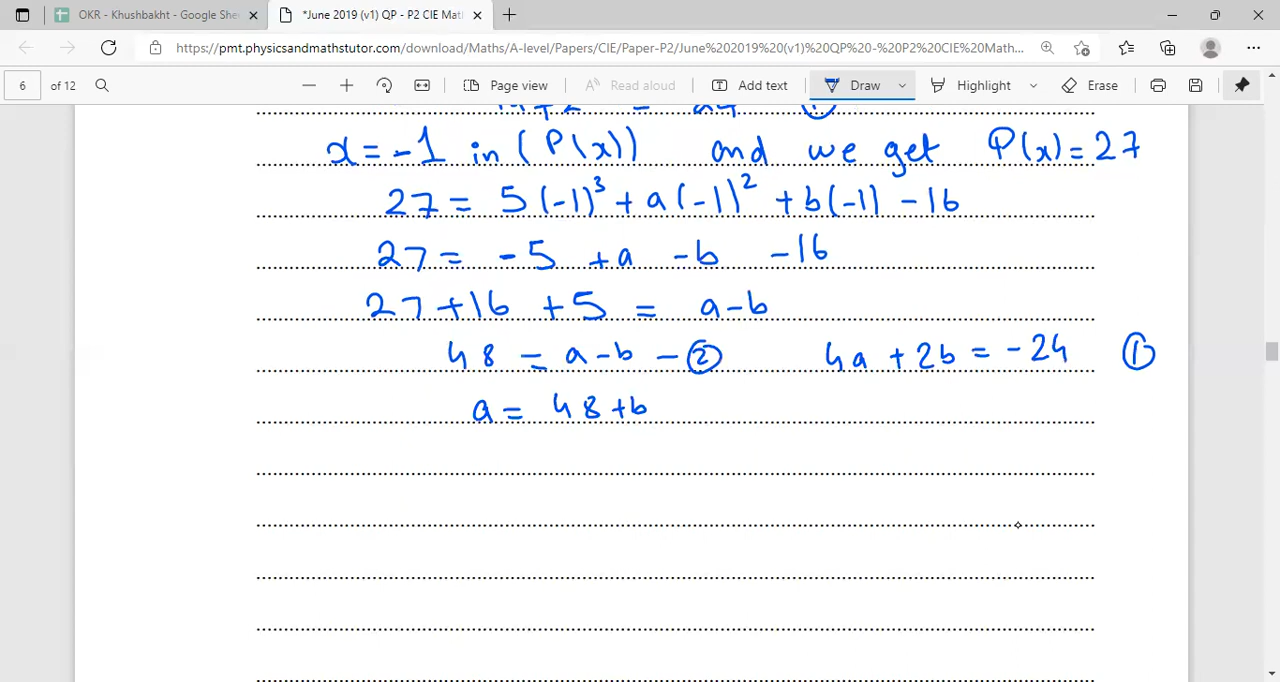 OKR - Khushbakht - Google She
*June 2019 (v1) QP - P2 CIE Mat
https://pmt.physicsandmathstutor.com/download/Maths/A-level/Papers/CIE/Paper-P2/June%202019%20(v1)%20QP%20-%20P2%20CIE%20Math...
6 of 12 Page view Read aloud Add text Draw Highlight Erase
x = -1 in (P(x)) and we get P(x) = 27
27 = 5(-1)³ + a(-1)² + b(-1) - 16
27 = -5 + a - b - 16
27 + 16 + 5 = a - b
48 = a - b - ② 4a + 2b = -24 ①
a = 48 + b